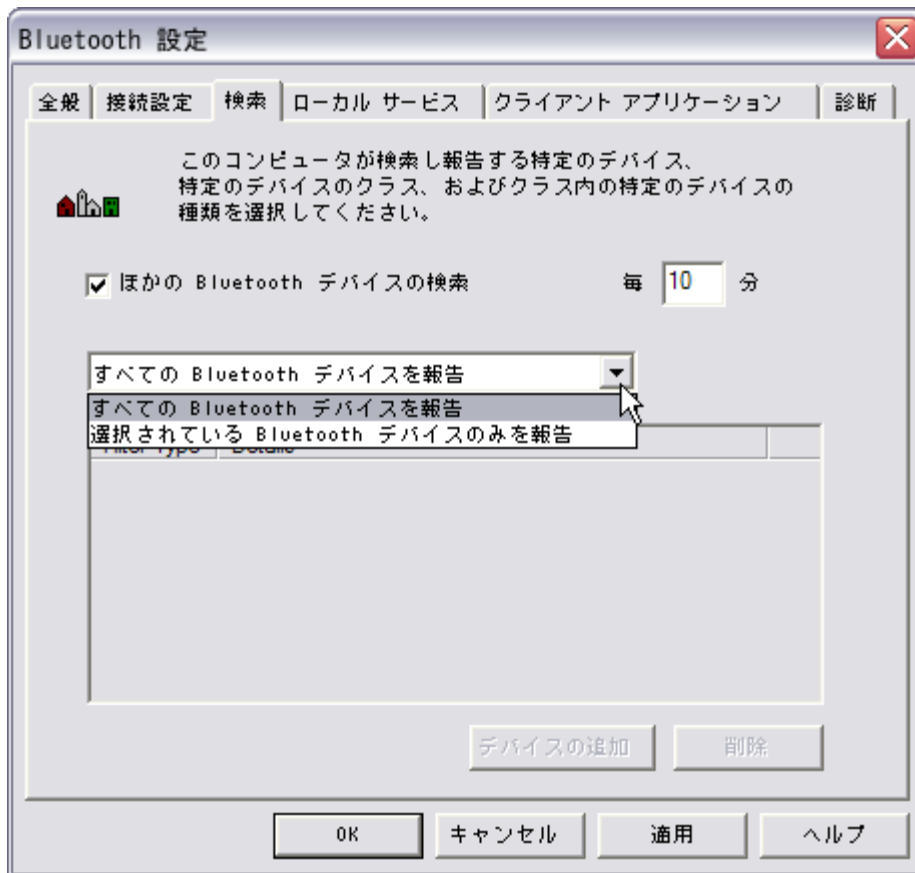 Bluetooth 設定
全般 接続設定 検索 ローカル サービス クライアント アプリケーション 診断
このコンピュータが検索し報告する特定のデバイス、
特定のデバイスのクラス、およびクラス内の特定のデバイスの
種類を選択してください。
ほかの Bluetooth デバイスの検索 毎 10 分
すべての Bluetooth デバイスを報告
すべての Bluetooth デバイスを報告
選択されている Bluetooth デバイスのみを報告
Filter Type Details
デバイスの追加 削除
OK キャンセル 適用 ヘルプ